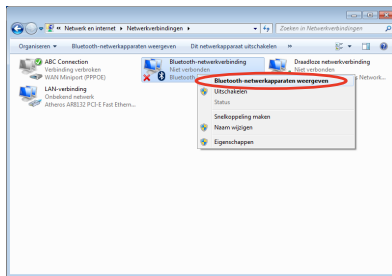 Netwerk en internet ▸ Netwerkverbindingen ▸
Zoeken in Netwerkverbindingen
Organiseren ▾ Bluetooth-netwerkapparaten weergeven Dit netwerkapparaat uitschakelen »
ABC Connection
Verbinding verbroken
WAN Miniport (PPPOE)
Bluetooth-netwerkverbinding
Niet verbonden
Bluetooth
Draadloze netwerkverbinding
Niet verbonden
Network...
LAN-verbinding
Onbekend netwerk
Atheros AR8132 PCI-E Fast Ethern...
Bluetooth-netwerkapparaten weergeven
Uitschakelen
Status
Snelkoppeling maken
Naam wijzigen
Eigenschappen